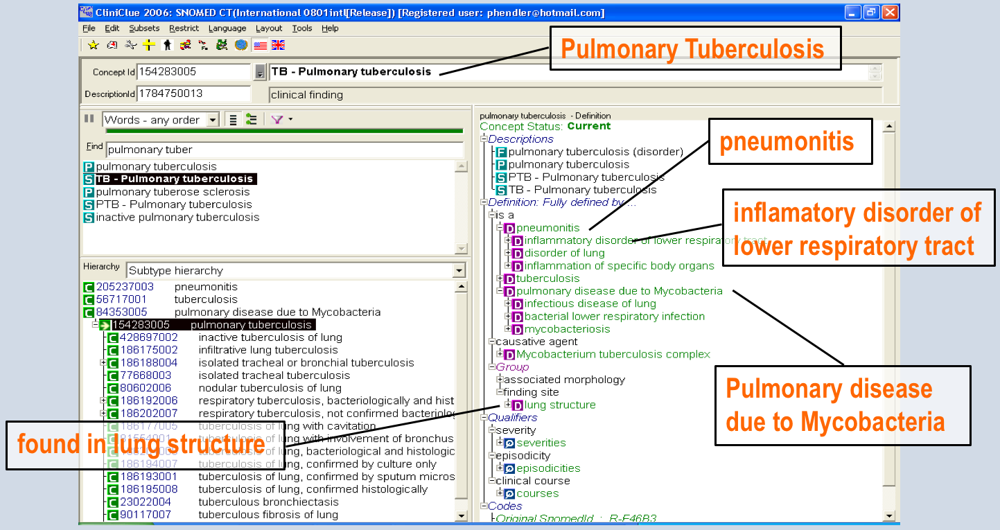 CliniClue 2006: SNOMED CT(International 0801intl[Release]) [Registered user: phendler@hotmail.com]
File Edit Subsets Restrict Language Layout Tools Help
Pulmonary Tuberculosis
Concept Id 154283005 TB - Pulmonary tuberculosis
DescriptionId 1784750013 clinical finding
Words - any order
Find pulmonary tuber
P pulmonary tuberculosis
S TB - Pulmonary tuberculosis
P pulmonary tuberose sclerosis
S PTB - Pulmonary tuberculosis
S inactive pulmonary tuberculosis
Hierarchy Subtype hierarchy
C 205237003 pneumonitis
C 56717001 tuberculosis
C 84353005 pulmonary disease due to Mycobacteria
154283005 pulmonary tuberculosis
C 428697002 inactive tuberculosis of lung
C 186175002 infiltrative lung tuberculosis
C 186188004 isolated tracheal or bronchial tuberculosis
C 77668003 isolated tracheal tuberculosis
C 80602006 nodular tuberculosis of lung
C 186192006 respiratory tuberculosis, bacteriologically and hist
C 186202007 respiratory tuberculosis, not confirmed bacteriolog
C 186177005 tuberculosis of lung with cavitation
C 81554001 tuberculosis of lung with involvement of bronchus
tuberculosis of lung, bacteriological and histologic
C 186194007 tuberculosis of lung, confirmed by culture only
C 186193001 tuberculosis of lung, confirmed by sputum micros
C 186195008 tuberculosis of lung, confirmed histologically
C 23022004 tuberculous bronchiectasis
C 90117007 tuberculous fibrosis of lung
found in lung structure
pulmonary tuberculosis - Definition
Concept Status: Current
Descriptions
F pulmonary tuberculosis (disorder)
P pulmonary tuberculosis
S PTB - Pulmonary tuberculosis
S TB - Pulmonary tuberculosis
Definition: Fully defined by ...
is a
D pneumonitis
D inflammatory disorder of lower respiratory tract
D disorder of lung
D inflammation of specific body organs
D tuberculosis
D pulmonary disease due to Mycobacteria
D infectious disease of lung
D bacterial lower respiratory infection
D mycobacteriosis
causative agent
D Mycobacterium tuberculosis complex
Group
associated morphology
finding site
D lung structure
Qualifiers
severity
severities
episodicity
episodicities
clinical course
courses
Codes
Original SnomedId : R-F46B3
pneumonitis
inflamatory disorder of
lower respiratory tract
Pulmonary disease
due to Mycobacteria